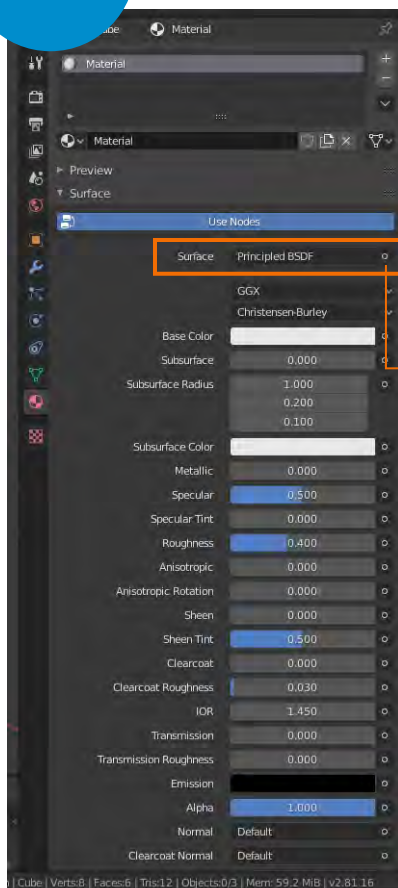 Material
Material
Material
Preview
Surface
Use Nodes
Surface Principled BSDF
GGX
Christensen-Burley
Base Color
Subsurface 0.000
Subsurface Radius 1.000
0.200
0.100
Subsurface Color
Metallic 0.000
Specular 0.500
Specular Tint 0.000
Roughness 0.400
Anisotropic 0.000
Anisotropic Rotation 0.000
Sheen 0.000
Sheen Tint 0.500
Clearcoat 0.000
Clearcoat Roughness 0.030
IOR 1.450
Transmission 0.000
Transmission Roughness 0.000
Emission
Alpha 1.000
Normal Default
Clearcoat Normal Default
| Cube | Verts:8 | Faces:6 | Tris:12 | Objects:0/3 | Mem: 59.2 MiB | v2.81.16